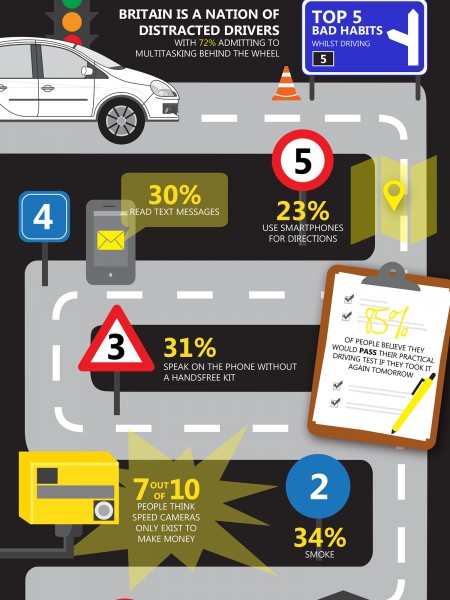 BRITAIN IS A NATION OF
DISTRACTED DRIVERS
WITH 72% ADMITTING TO
MULTITASKING BEHIND THE WHEEL
TOP 5
BAD HABITS
WHILST DRIVING
5
5
23%
USE SMARTPHONES
FOR DIRECTIONS
4
30%
READ TEXT MESSAGES
85%
OF PEOPLE BELIEVE THEY
WOULD PASS THEIR PRACTICAL
DRIVING TEST IF THEY TOOK IT
AGAIN TOMORROW
3
31%
SPEAK ON THE PHONE WITHOUT
A HANDSFREE KIT
7 OUT OF 10
PEOPLE THINK
SPEED CAMERAS
ONLY EXIST TO
MAKE MONEY
2
34%
SMOKE